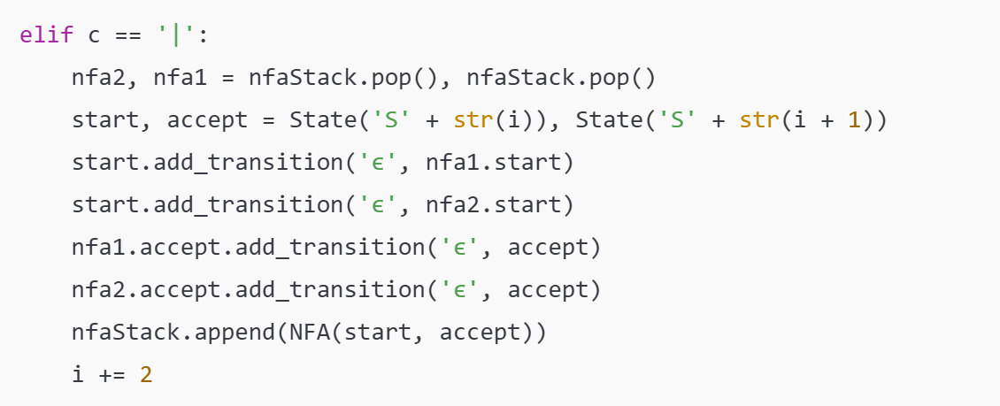 elif c == '|':
    nfa2, nfa1 = nfaStack.pop(), nfaStack.pop()
    start, accept = State('S' + str(i)), State('S' + str(i + 1))
    start.add_transition('ϵ', nfa1.start)
    start.add_transition('ϵ', nfa2.start)
    nfa1.accept.add_transition('ϵ', accept)
    nfa2.accept.add_transition('ϵ', accept)
    nfaStack.append(NFA(start, accept))
    i += 2